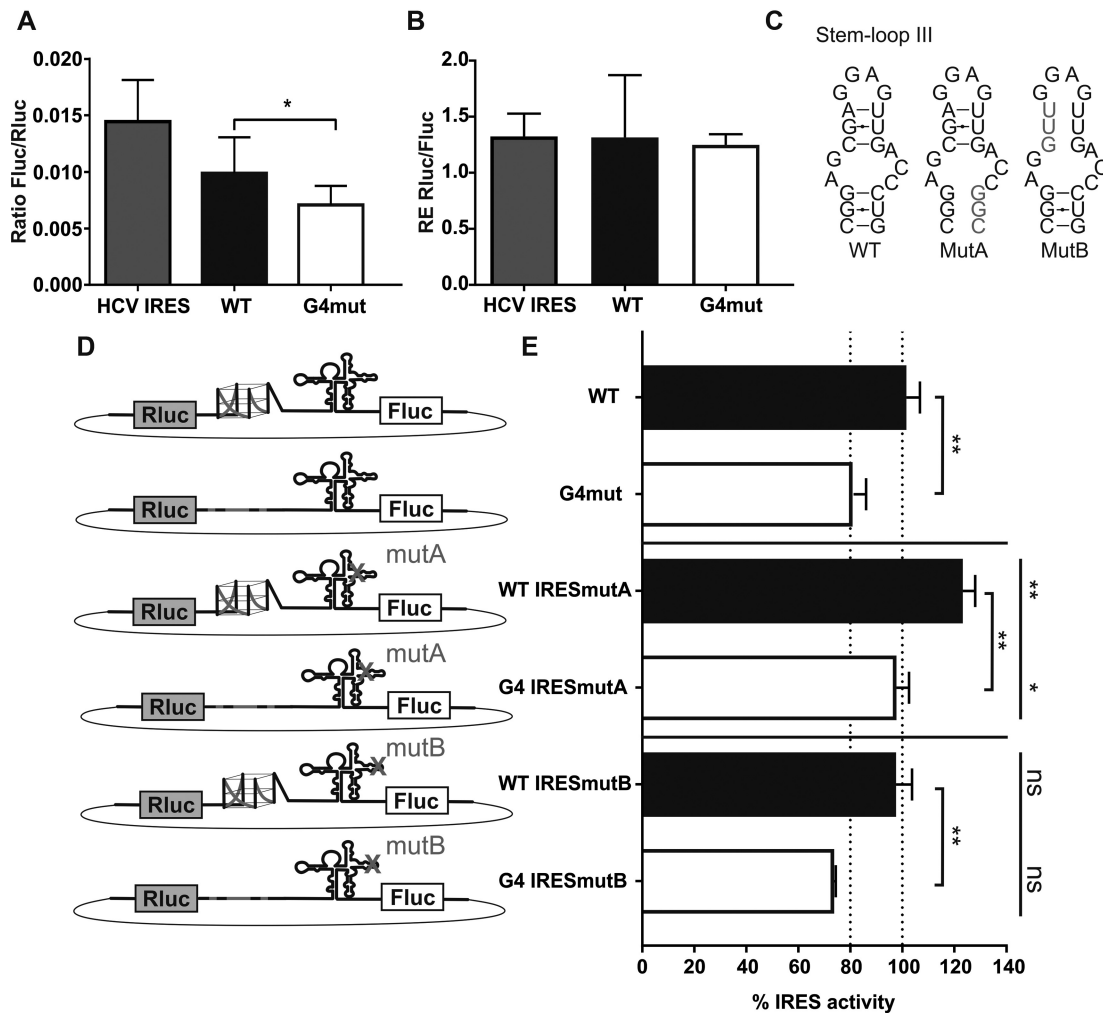 A
Ratio Fluc/Rluc
0.020
0.015
0.010
0.005
0.000
*
HCV IRES WT G4mut
B
RE Rluc/Fluc
2.0
1.5
1.0
1.5
0.0
HCV IRES WT G4mut
C
Stem-loop III
WT MutA MutB
D
Rluc Fluc
Rluc Fluc
mutA
Rluc Fluc
mutA
Rluc Fluc
mutB
Rluc Fluc
mutB
Rluc Fluc
E
WT
G4mut
**
WT IRESmutA
G4 IRESmutA
**
**
*
WT IRESmutB
G4 IRESmutB
**
ns
ns
0 20 40 60 80 100 120 140
% IRES activity